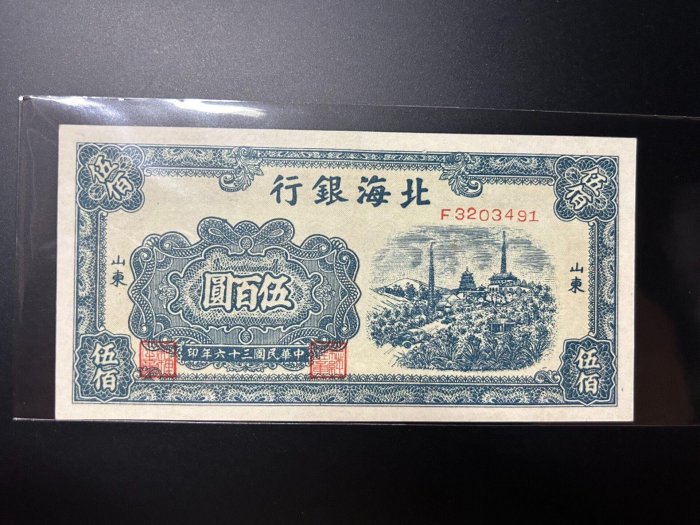 伍佰
伍佰
北海銀行
F3203491
山東
山東
伍百圓
中華民國三十六年印
伍佰
伍佰